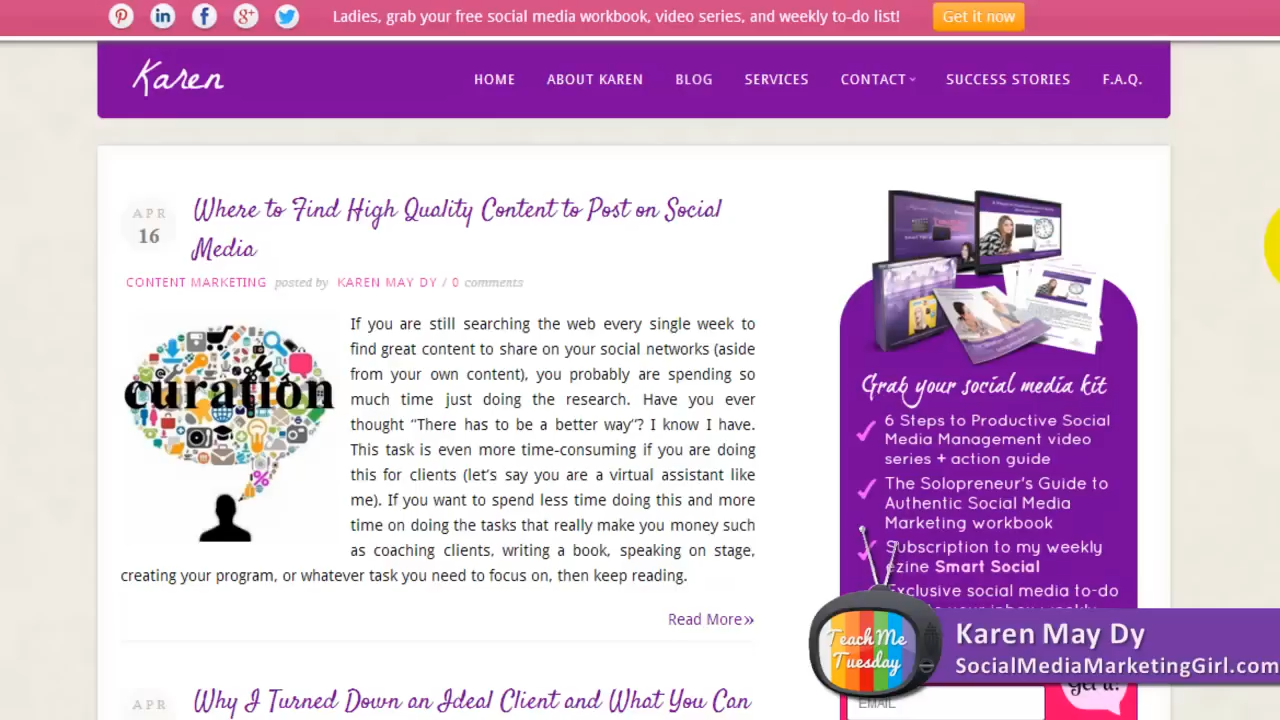 Ladies, grab your free social media workbook, video series, and weekly to-do list!
Get it now
Karen
HOME
ABOUT KAREN
BLOG
SERVICES
CONTACT
SUCCESS STORIES
F.A.Q.
APR
16
Where to Find High Quality Content to Post on Social
Media
CONTENT MARKETING posted by KAREN MAY DY / 0 comments
curation
If you are still searching the web every single week to
find great content to share on your social networks (aside
from your own content), you probably are spending so
much time just doing the research. Have you ever
thought “There has to be a better way”? I know I have.
This task is even more time-consuming if you are doing
this for clients (let’s say you are a virtual assistant like
me). If you want to spend less time doing this and more
time on doing the tasks that really make you money such
as coaching clients, writing a book, speaking on stage,
creating your program, or whatever task you need to focus on, then keep reading.
Read More»
APR
Why I Turned Down an Ideal Client and What You Can
Grab your social media kit
6 Steps to Productive Social
Media Management video
series + action guide
The Solopreneur's Guide to
Authentic Social Media
Marketing workbook
Subscription to my weekly
ezine Smart Social
Exclusive social media to-do
your inbox weekly
Teach Me
Tuesday
Karen May Dy
SocialMediaMarketingGirl.com
Get it!
EMAIL